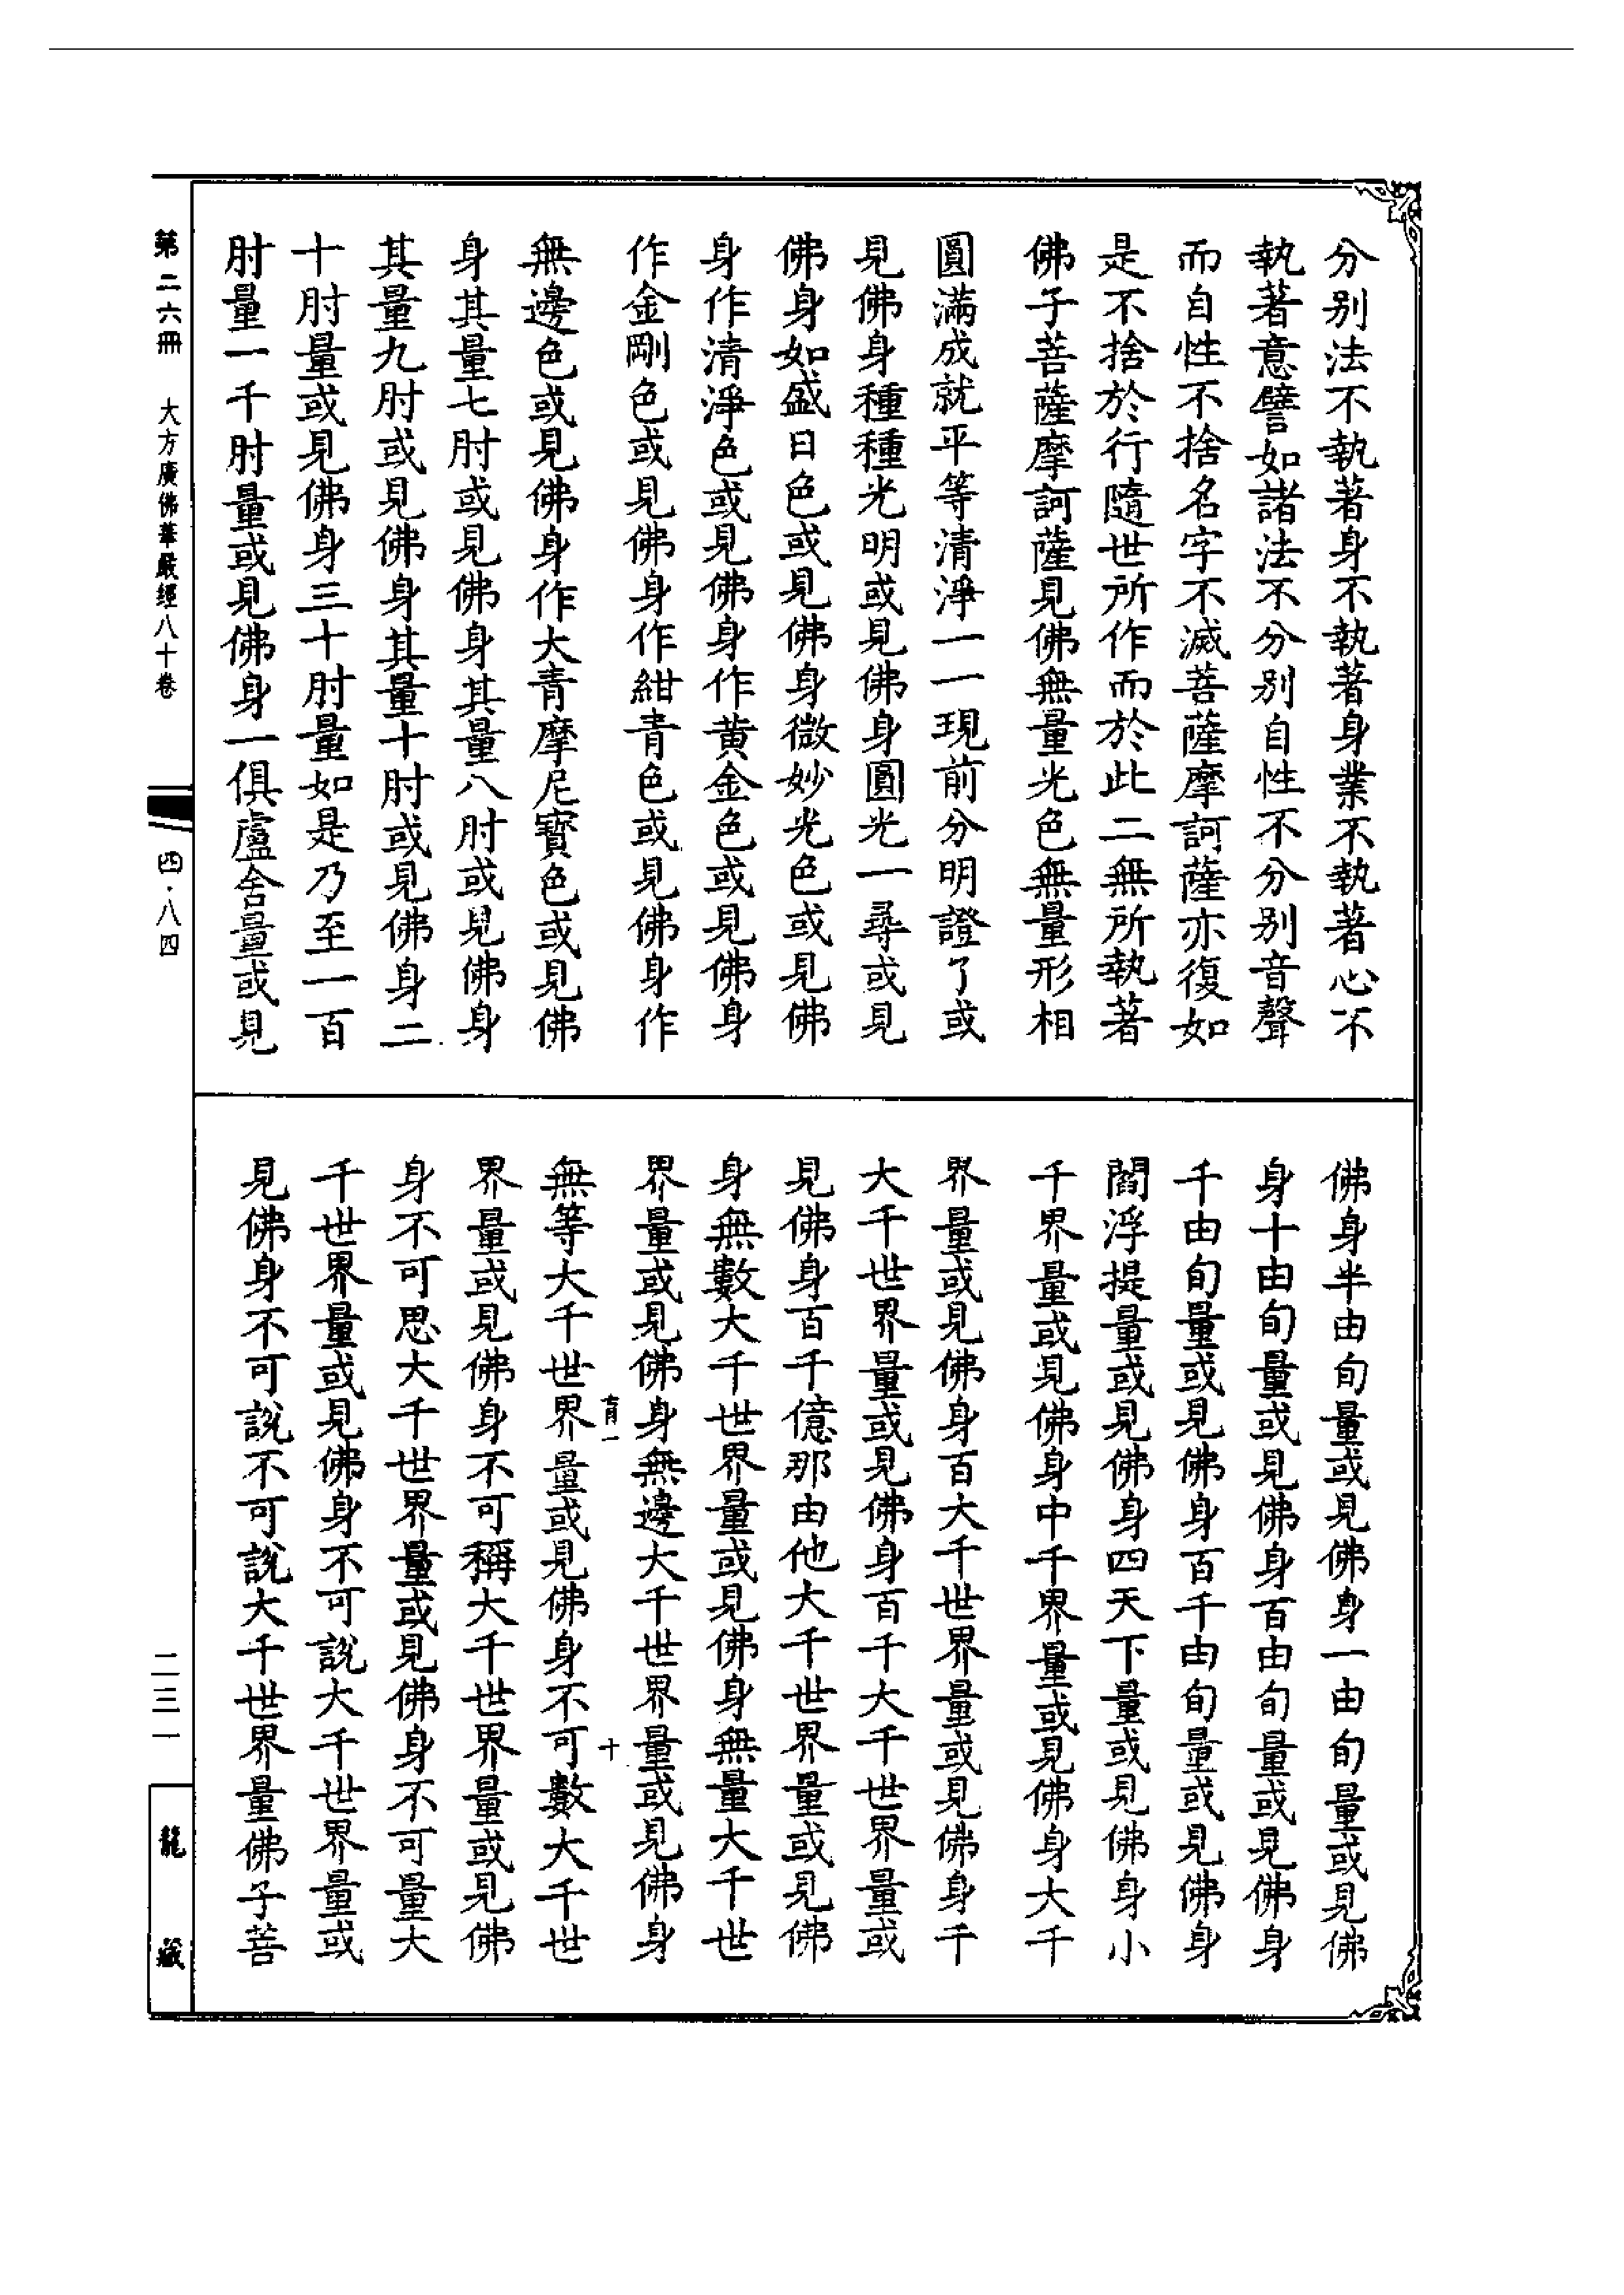 分別法不執著身不執著身業不執著心不
執著意譬如諸法不分別自性不分別音聲
而自性不捨名字不滅菩薩摩訶薩亦復如
是不捨於行隨世所作而於此二無所執著
佛子菩薩摩訶薩見佛無量光色無量形相
圓滿成就平等清淨一一現前分明證了或
見佛身種種光明或見佛身圓光一尋或見
佛身如盛日色或見佛身微妙光色或見佛
身作清淨色或見佛身作黄金色或見佛身
作金剛色或見佛身作紺青色或見佛身作
無邊色或見佛身作大青摩尼寶色或見佛
身其量七肘或見佛身其量八肘或見佛身
其量九肘或見佛身其量十肘或見佛身二
十肘量或見佛身三十肘量如是乃至一百
肘量一千肘量或見佛身一俱盧舍量或見
佛身半由旬量或見佛身一由旬量或見佛
身十由旬量或見佛身百由旬量或見佛身
千由旬量或見佛身百千由旬量或見佛身
閻浮提量或見佛身四天下量或見佛身小
千界量或見佛身中千界量或見佛身大千
界量或見佛身百大千世界量或見佛身千
大千世界量或見佛身百千大千世界量或
見佛身百千億那由他大千世界量或見佛
身無數大千世界量或見佛身無量大千世
界量或見佛身無邊大千世界量或見佛身
育一 十
無等大千世界量或見佛身不可數大千世
界量或見佛身不可稱大千世界量或見佛
身不可思大千世界量或見佛身不可量大
千世界量或見佛身不可說大千世界量或
見佛身不可說不可說大千世界量佛子菩
第二六冊 大方廣佛華嚴經八十卷 四·八四 二三一 龍藏